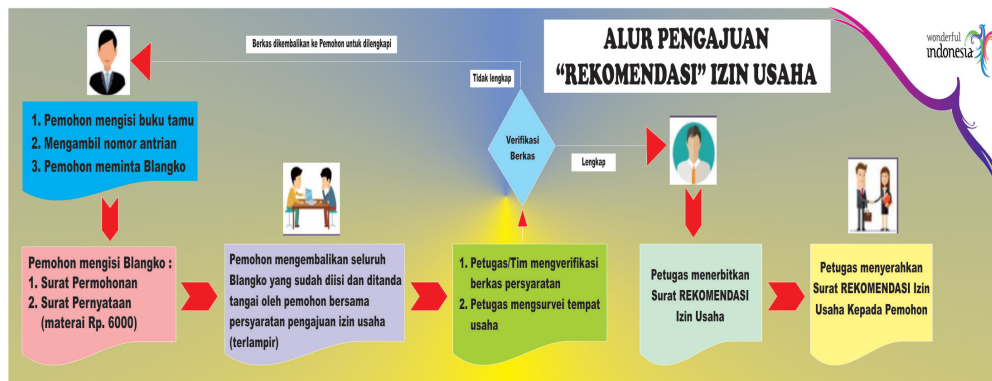 ALUR PENGAJUAN
“REKOMENDASI” IZIN USAHA
wonderful
indonesia
Berkas dikembalikan ke Pemohon untuk dilengkapi
Tidak lengkap
Verifikasi
Berkas
Lengkap
1. Pemohon mengisi buku tamu
2. Mengambil nomor antrian
3. Pemohon meminta Blangko
Pemohon mengisi Blangko :
1. Surat Permohonan
2. Surat Pernyataan
(materai Rp. 6000)
Pemohon mengembalikan seluruh
Blangko yang sudah diisi dan ditanda
tangai oleh pemohon bersama
persyaratan pengajuan izin usaha
(terlampir)
1. Petugas/Tim mengverifikasi
berkas persyaratan
2. Petugas mengsurvei tempat
usaha
Petugas menerbitkan
Surat REKOMENDASI
Izin Usaha
Petugas menyerahkan
Surat REKOMENDASI Izin
Usaha Kepada Pemohon